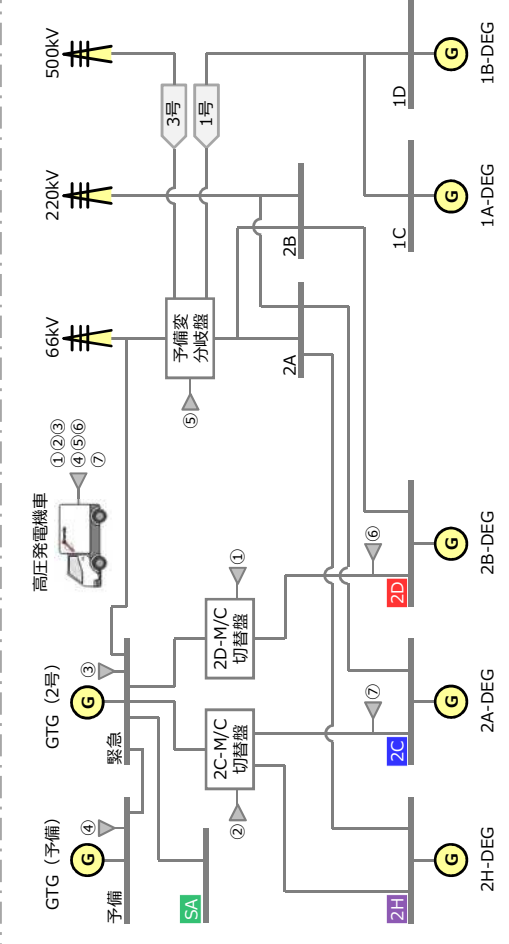 GTG（予備）
GTG（2号）
高圧発電機車
66kV
220kV
500kV
G
G
①②③
④⑤⑥
⑦
④
③
予備
緊急
3号
1号
SA
2C-M/C
切替盤
2D-M/C
切替盤
予備変
分岐盤
②
①
⑤
2A
2B
⑦
⑥
2H
2C
2D
1C
1D
G
G
G
G
G
2H-DEG
2A-DEG
2B-DEG
1A-DEG
1B-DEG